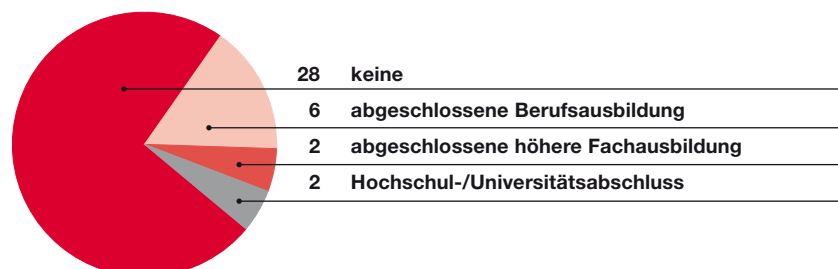 28 keine
6 abgeschlossene Berufsausbildung
2 abgeschlossene höhere Fachausbildung
2 Hochschul-/Universitätsabschluss